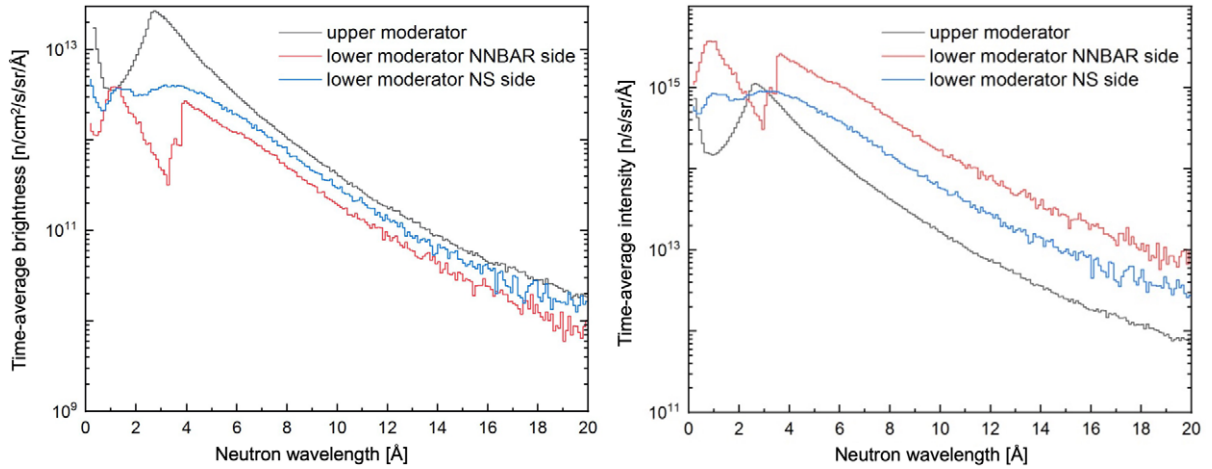 Time-average brightness [n/cm²/s/sr/Å]
10¹³
10¹¹
10⁹
upper moderator
lower moderator NNBAR side
lower moderator NS side
0 2 4 6 8 10 12 14 16 18 20
Neutron wavelength [Å]
Time-average intensity [n/s/sr/Å]
10¹⁵
10¹³
10¹¹
upper moderator
lower moderator NNBAR side
lower moderator NS side
0 2 4 6 8 10 12 14 16 18 20
Neutron wavelength [Å]